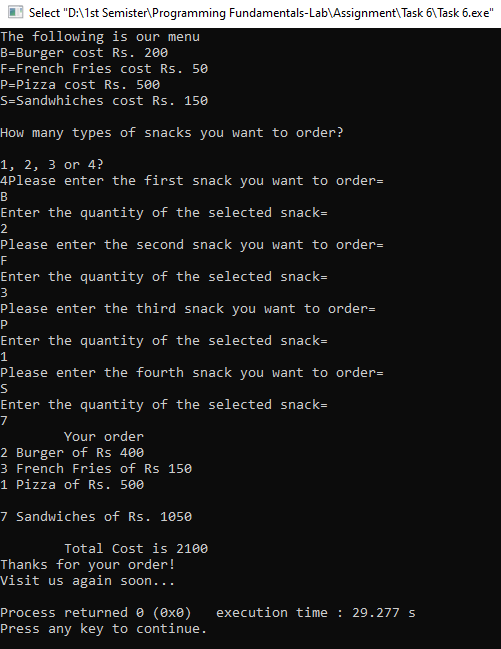 Select "D:\1st Semister\Programming Fundamentals-Lab\Assignment\Task 6\Task 6.exe"
The following is our menu
B=Burger cost Rs. 200
F=French Fries cost Rs. 50
P=Pizza cost Rs. 500
S=Sandwhiches cost Rs. 150
How many types of snacks you want to order?
1, 2, 3 or 4?
4Please enter the first snack you want to order=
B
Enter the quantity of the selected snack=
2
Please enter the second snack you want to order=
F
Enter the quantity of the selected snack=
3
Please enter the third snack you want to order=
P
Enter the quantity of the selected snack=
1
Please enter the fourth snack you want to order=
S
Enter the quantity of the selected snack=
7
Your order
2 Burger of Rs 400
3 French Fries of Rs 150
1 Pizza of Rs. 500
7 Sandwiches of Rs. 1050
Total Cost is 2100
Thanks for your order!
Visit us again soon...
Process returned 0 (0x0)   execution time : 29.277 s
Press any key to continue.